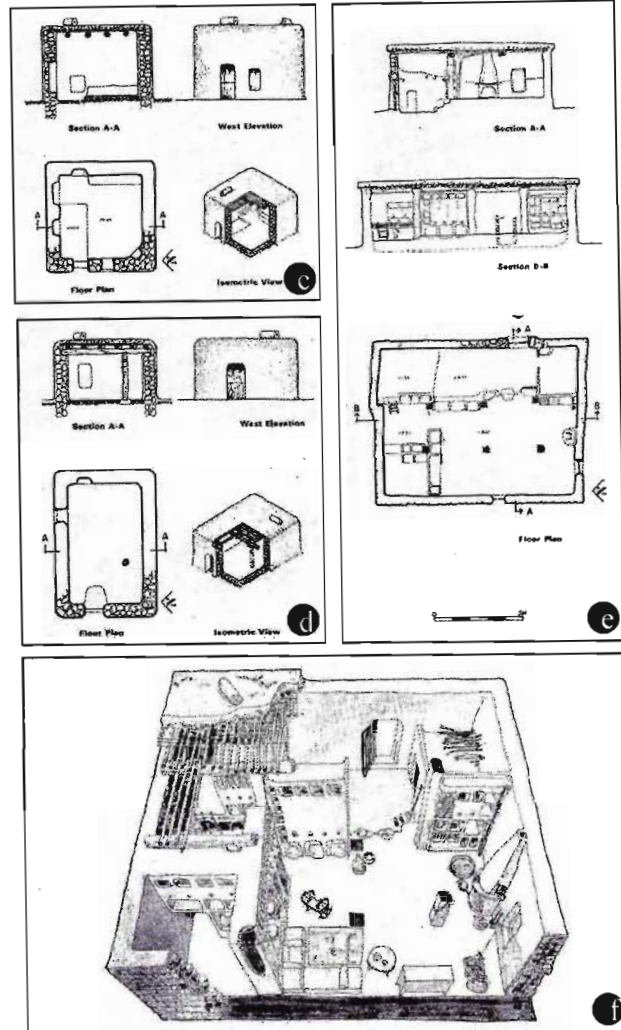 Section A-A
West Elevation
A
A
Floor Plan
Isometric View
c
Section A-A
West Elevation
A
A
Floor Plan
Isometric View
d
Section A-A
Section B-B
A
B
B
A
Floor Plan
e
f